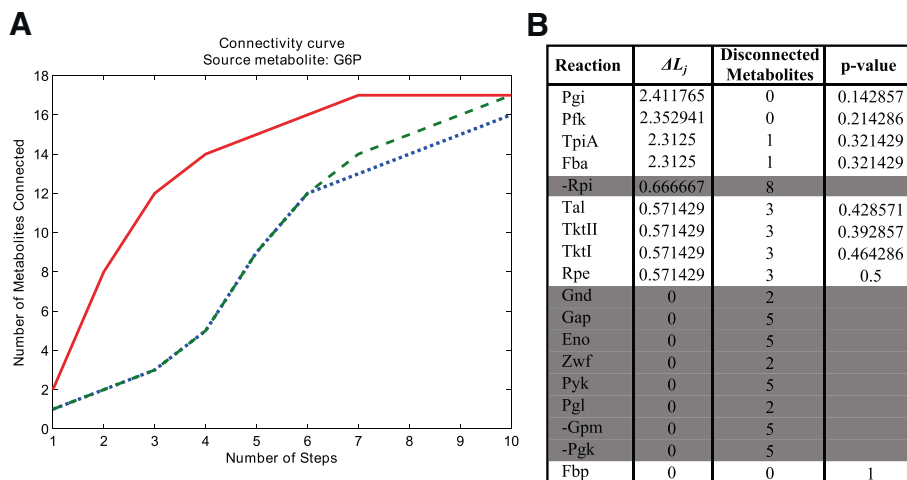 A
Connectivity curve
Source metabolite: G6P
Number of Metabolites Connected
18
16
14
12
10
8
6
4
2
0
1 2 3 4 5 6 7 8 9 10
Number of Steps
B
Reaction ΔLj Disconnected Metabolites p-value
Pgi 2.411765 0 0.142857
Pfk 2.352941 0 0.214286
TpiA 2.3125 1 0.321429
Fba 2.3125 1 0.321429
-Rpi 0.666667 8
Tal 0.571429 3 0.428571
TktII 0.571429 3 0.392857
TktI 0.571429 3 0.464286
Rpe 0.571429 3 0.5
Gnd 0 2
Gap 0 5
Eno 0 5
Zwf 0 2
Pyk 0 5
Pgl 0 2
-Gpm 0 5
-Pgk 0 5
Fbp 0 0 1